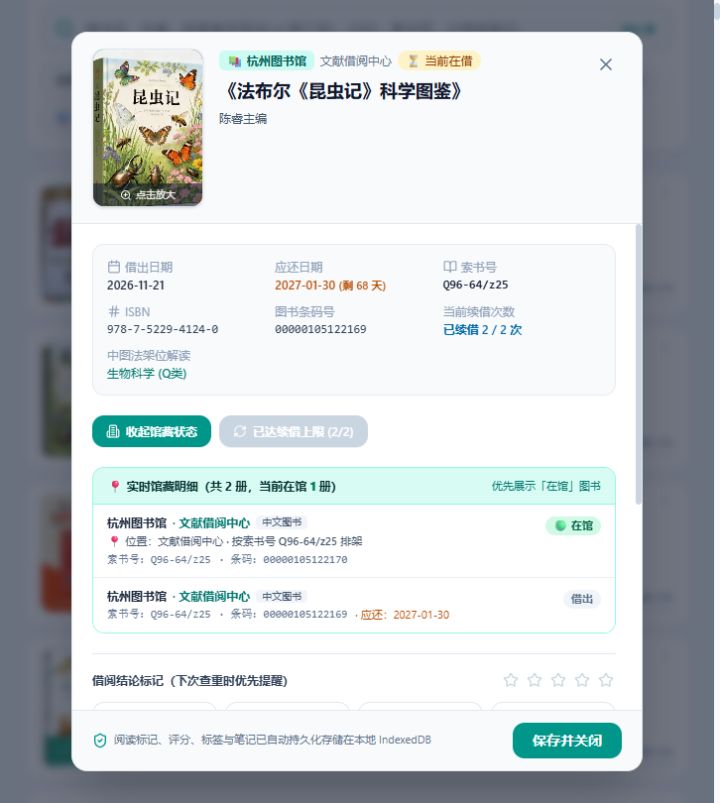 杭州图书馆 文献借阅中心 当前在借
《法布尔《昆虫记》科学图鉴》
陈睿主编
昆虫记
昆虫记
点击放大
借出日期 应还日期 索书号
2026-11-21 2027-01-30 (剩 68 天) Q96-64/z25
ISBN 图书条码号 当前续借次数
978-7-5229-4124-0 00000105122169 已续借 2 / 2 次
中图法架位解读
生物科学 (Q类)
收起馆藏状态 已达续借上限 (2/2)
实时馆藏明细（共 2 册，当前在馆 1 册） 优先展示「在馆」图书
杭州图书馆 · 文献借阅中心 中文图书 在馆
位置：文献借阅中心 · 按索书号 Q96-64/z25 排架
索书号: Q96-64/z25 · 条码: 00000105122170
杭州图书馆 · 文献借阅中心 中文图书 借出
索书号: Q96-64/z25 · 条码: 00000105122169 · 应还: 2027-01-30
借阅结论标记（下次查重时优先提醒）
阅读标记、评分、标签与笔记已自动持久化存储在本地 IndexedDB 保存并关闭